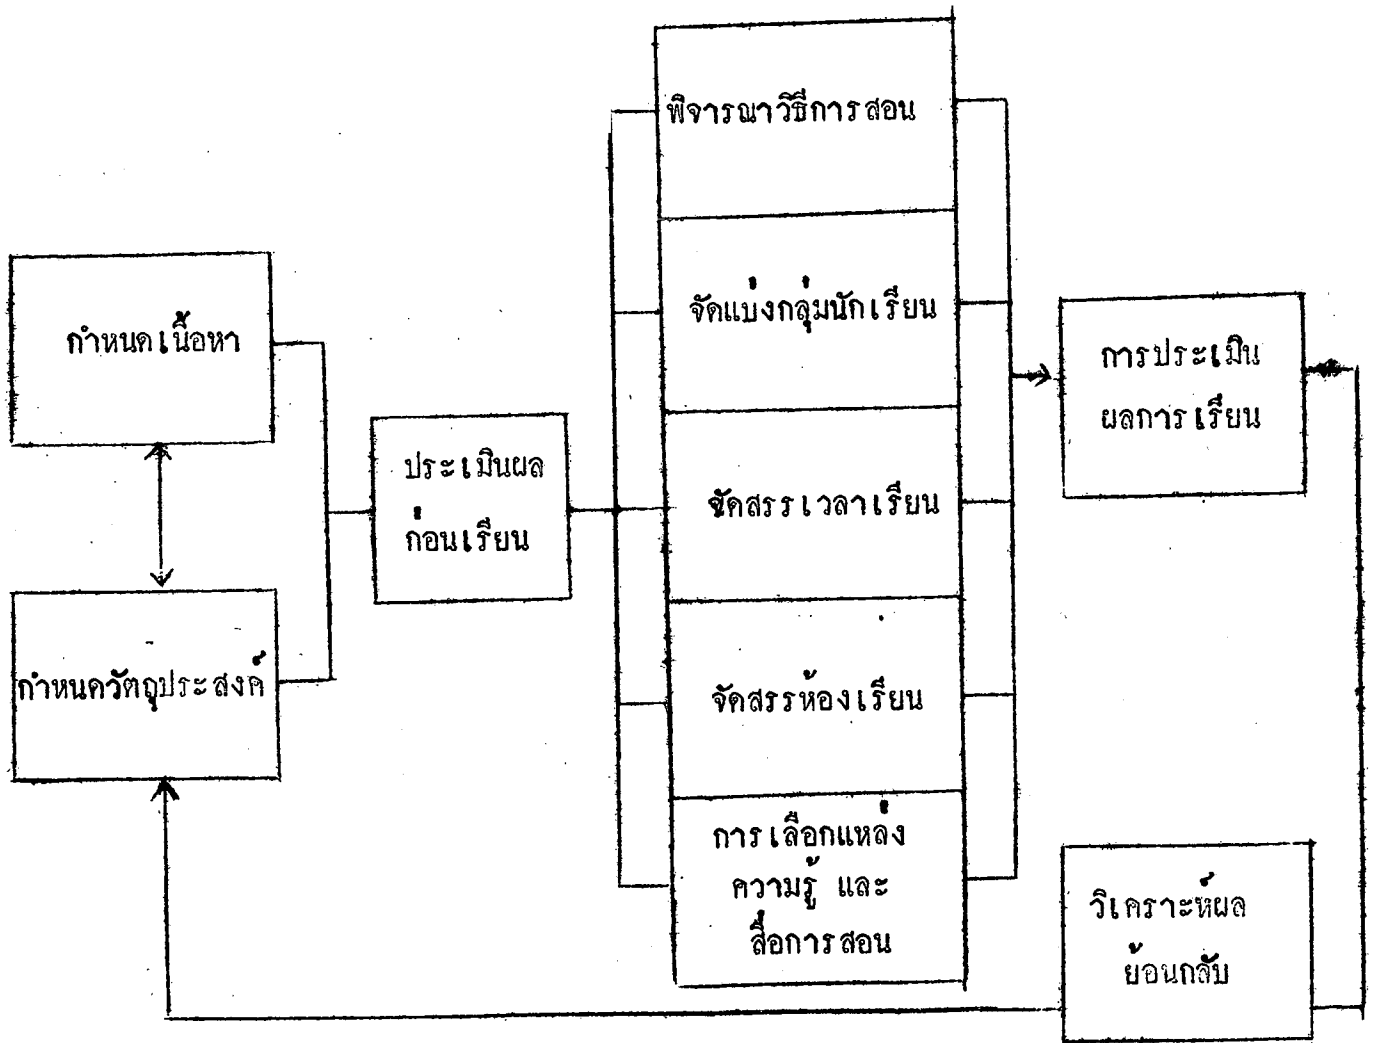 กำหนดเนื้อหา
กำหนดวัตถุประสงค์
ประเมินผล
ก่อนเรียน
พิจารณาวิธีการสอน
จัดแบ่งกลุ่มนักเรียน
จัดสรรเวลาเรียน
จัดสรรห้องเรียน
การเลือกแหล่ง
ความรู้ และ
สื่อการสอน
การประเมิน
ผลการเรียน
วิเคราะห์ผล
ย้อนกลับ